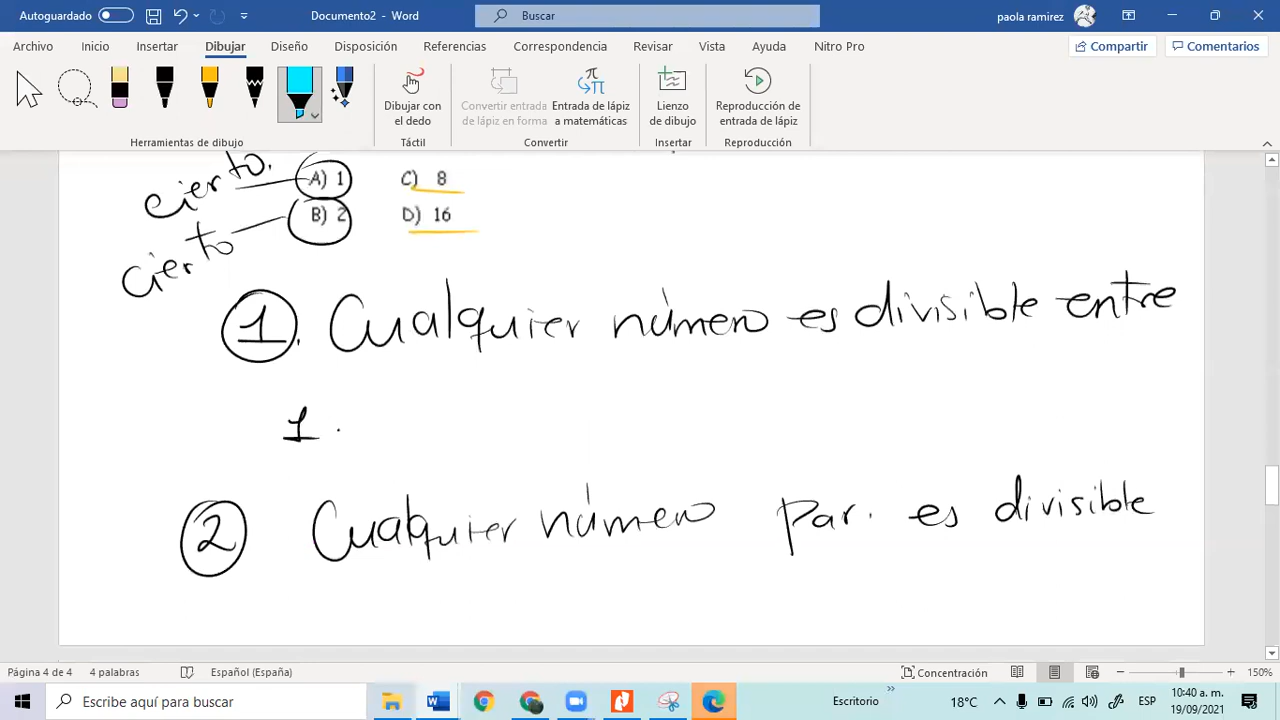 Autoguardado
Documento2 - Word
Buscar
paola ramirez
Archivo Inicio Insertar Dibujar Diseño Disposición Referencias Correspondencia Revisar Vista Ayuda Nitro Pro
Compartir Comentarios
Dibujar con el dedo
Convertir entrada de lápiz en forma
Entrada de lápiz a matemáticas
Lienzo de dibujo
Reproducción de entrada de lápiz
Herramientas de dibujo Táctil Convertir Insertar Reproducción
cierto. A) 1 C) 8
cierto B) 2 D) 16
1. Cualquier número es divisible entre
1.
2 Cualquier número par. es divisible
Página 4 de 4 4 palabras Español (España) Concentración 150%
Escribe aquí para buscar
Escritorio » 18°C ESP
10:40 a. m.
19/09/2021